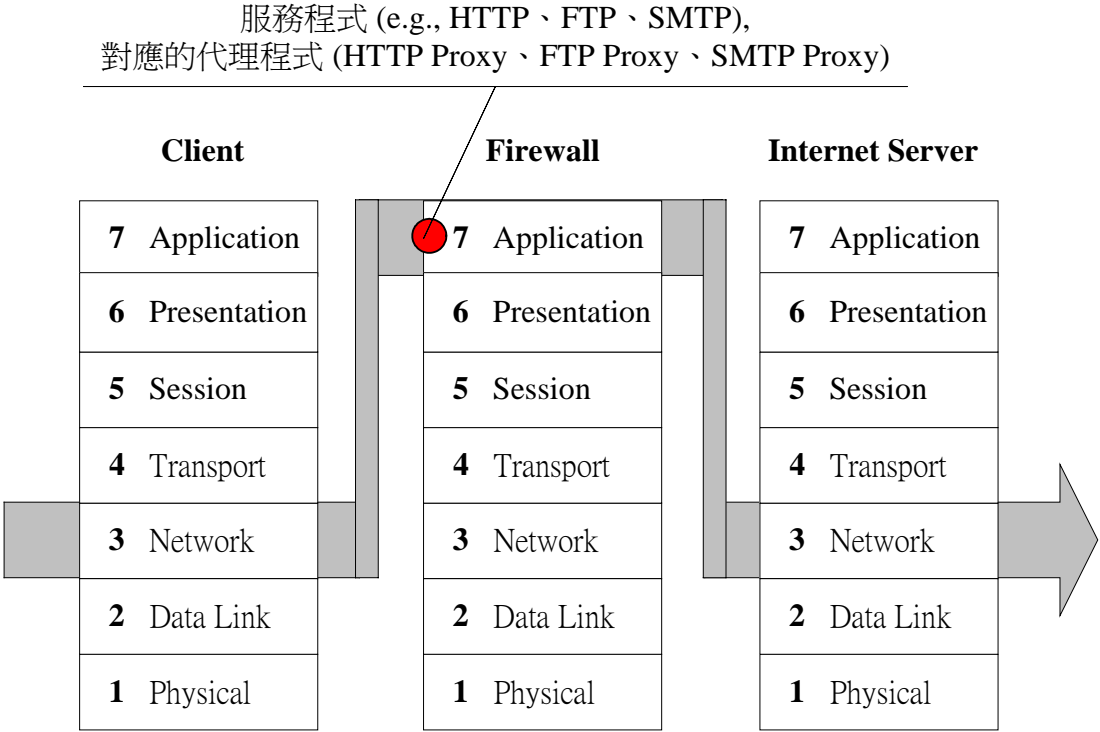 服務程式 (e.g., HTTP、FTP、SMTP),
對應的代理程式 (HTTP Proxy、FTP Proxy、SMTP Proxy)
Client Firewall Internet Server
7 Application 7 Application 7 Application
6 Presentation 6 Presentation 6 Presentation
5 Session 5 Session 5 Session
4 Transport 4 Transport 4 Transport
3 Network 3 Network 3 Network
2 Data Link 2 Data Link 2 Data Link
1 Physical 1 Physical 1 Physical